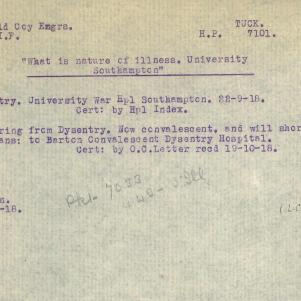 ld Coy Engrs. TUCK.
I.F. H.P. 7101.
"What is nature of illness. University
Southampton"
try. University War Hpl Southampton. 22-9-18.
Cert: by Hpl Index.
ring from Dysentry. Now convalescent, and will shor
ans: to Barton Convalescent Dysentry Hospital.
Cert: by O.C.Letter recd 19-10-18.
n.
-18.